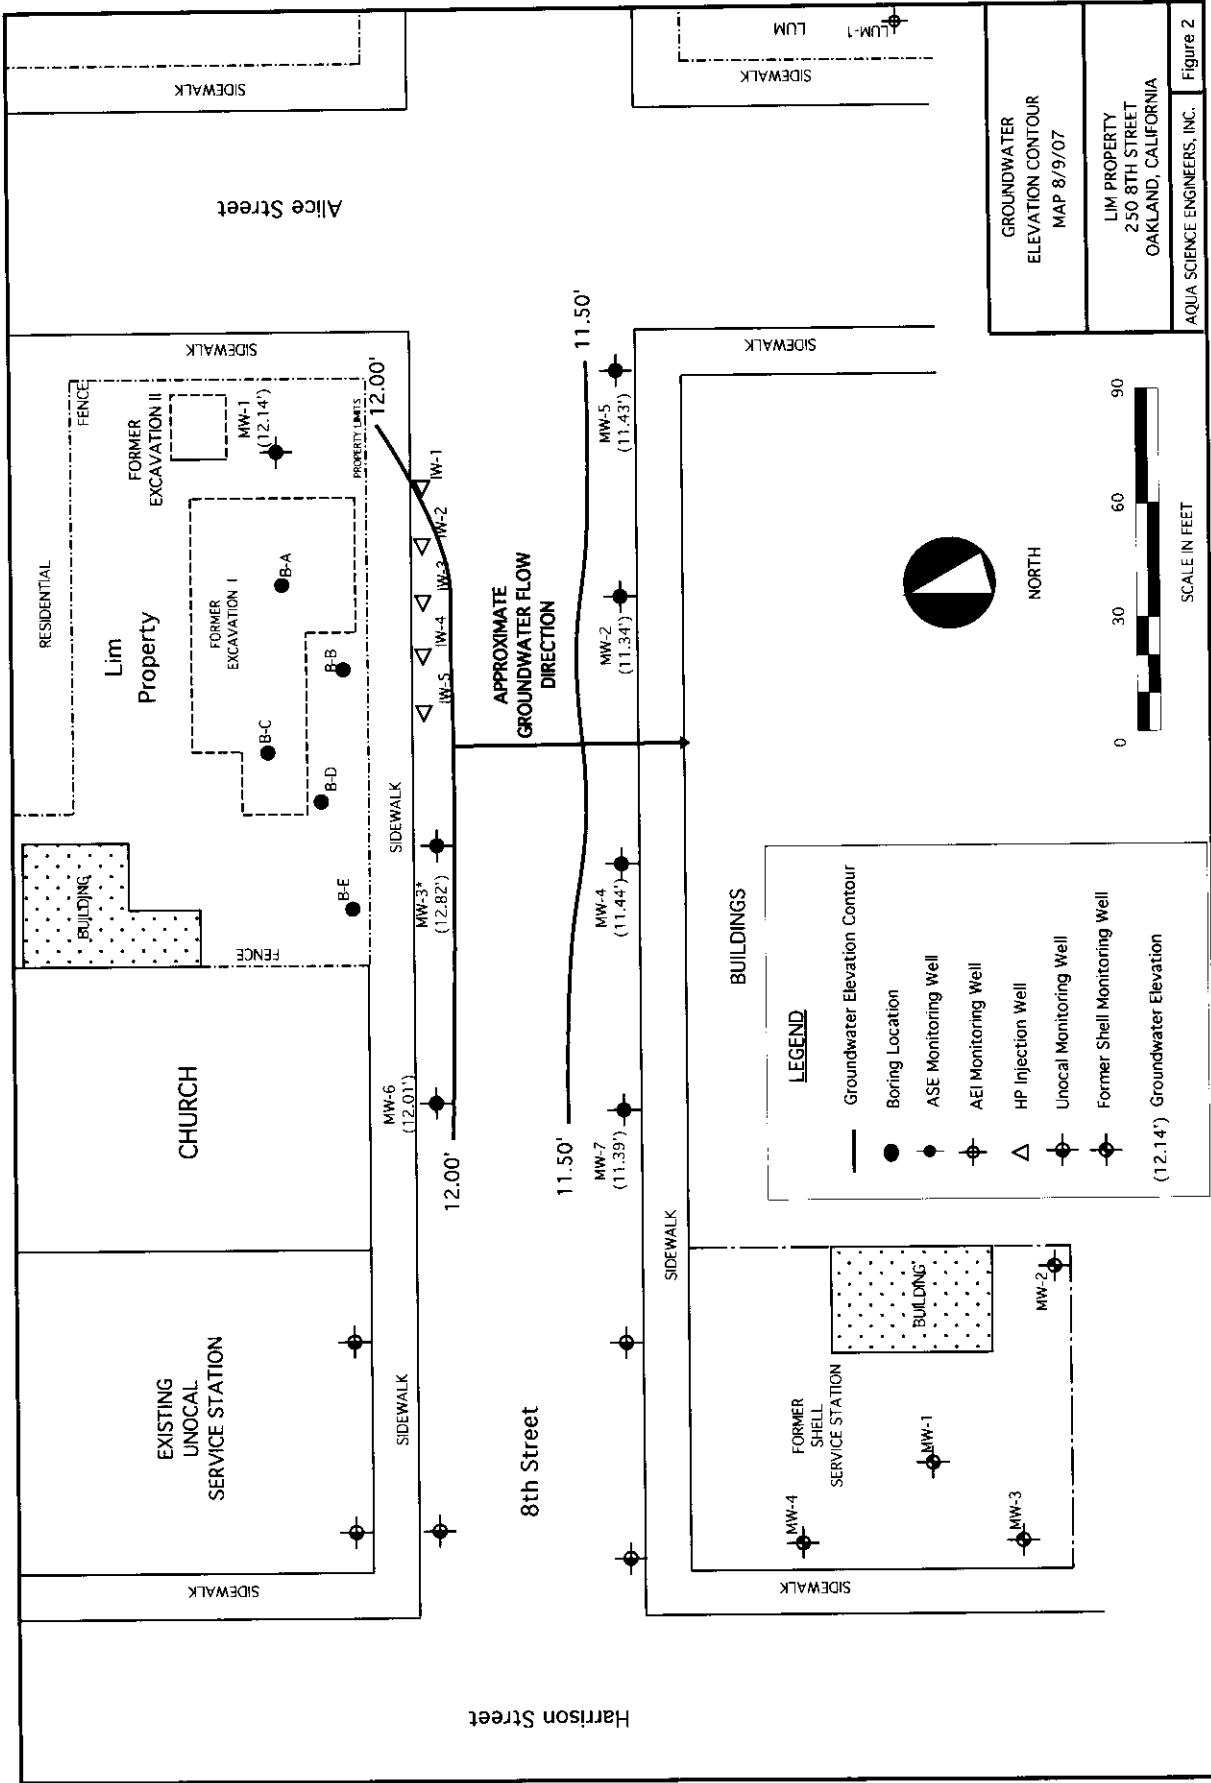 RESIDENTIAL
FENCE
FORMER
EXCAVATION II
MW-1
(12.14')
Lim
Property
FORMER
EXCAVATION I
B-A
B-B
B-C
B-D
B-E
PROPERTY LIMITS
BUILDING
FENCE
CHURCH
EXISTING
UNOCAL
SERVICE STATION
SIDEWALK
SIDEWALK
SIDEWALK
SIDEWALK
SIDEWALK
Alice Street
IW-1
IW-2
IW-3
IW-4
IW-5
MW-3*
(12.82')
MW-6
(12.01')
12.00'
12.00'
APPROXIMATE
GROUNDWATER FLOW
DIRECTION
11.50'
11.50'
8th Street
Harrison Street
MW-5
(11.43')
MW-2
(11.34')
MW-4
(11.44')
MW-7
(11.39')
SIDEWALK
SIDEWALK
SIDEWALK
SIDEWALK
LUM
LUM-1
BUILDINGS
FORMER
SHELL
SERVICE STATION
BUILDING
MW-4
MW-1
MW-3
MW-2
LEGEND
Groundwater Elevation Contour
Boring Location
ASE Monitoring Well
AEI Monitoring Well
HP Injection Well
Unocal Monitoring Well
Former Shell Monitoring Well
(12.14') Groundwater Elevation
NORTH
0 30 60 90
SCALE IN FEET
GROUNDWATER
ELEVATION CONTOUR
MAP 8/9/07
LIM PROPERTY
250 8TH STREET
OAKLAND, CALIFORNIA
AQUA SCIENCE ENGINEERS, INC.
Figure 2